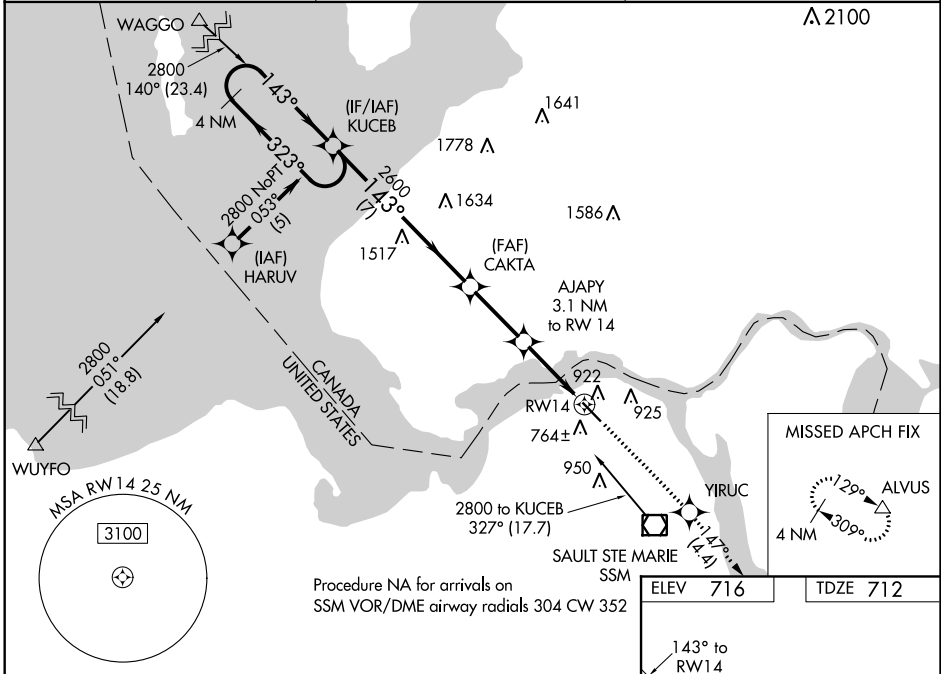 WAGGO
2100
2800
140° (23.4)
143°
4 NM
(IF/IAF)
KUCEB
1641
1778
323°
2600
143°
(7)
2800 NoPT
053°
(5)
1634
1586
1517
(IAF)
HARUV
(FAF)
CAKTA
AJAPY
3.1 NM
to RW 14
2800
051°
(18.8)
CANADA
UNITED STATES
922
RW14
925
764±
WUYFO
MISSED APCH FIX
MSA RW14 25 NM
950
YIRUC
129°
ALVUS
4 NM
309°
3100
2800 to KUCEB
327° (17.7)
147°
(4.4)
SAULT STE MARIE
SSM
Procedure NA for arrivals on
SSM VOR/DME airway radials 304 CW 352
ELEV 716
TDZE 712
143° to
RW14